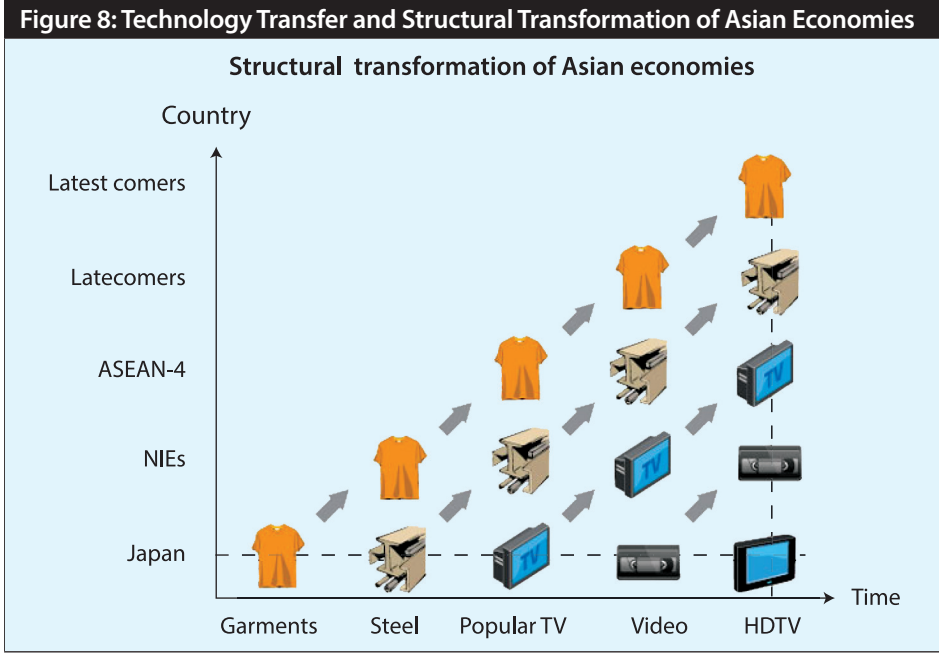 Figure 8: Technology Transfer and Structural Transformation of Asian Economies
Structural transformation of Asian economies
Country
Latest comers
Latecomers
ASEAN-4
TV
NIEs
TV
Japan
TV
Time
Garments Steel Popular TV Video HDTV